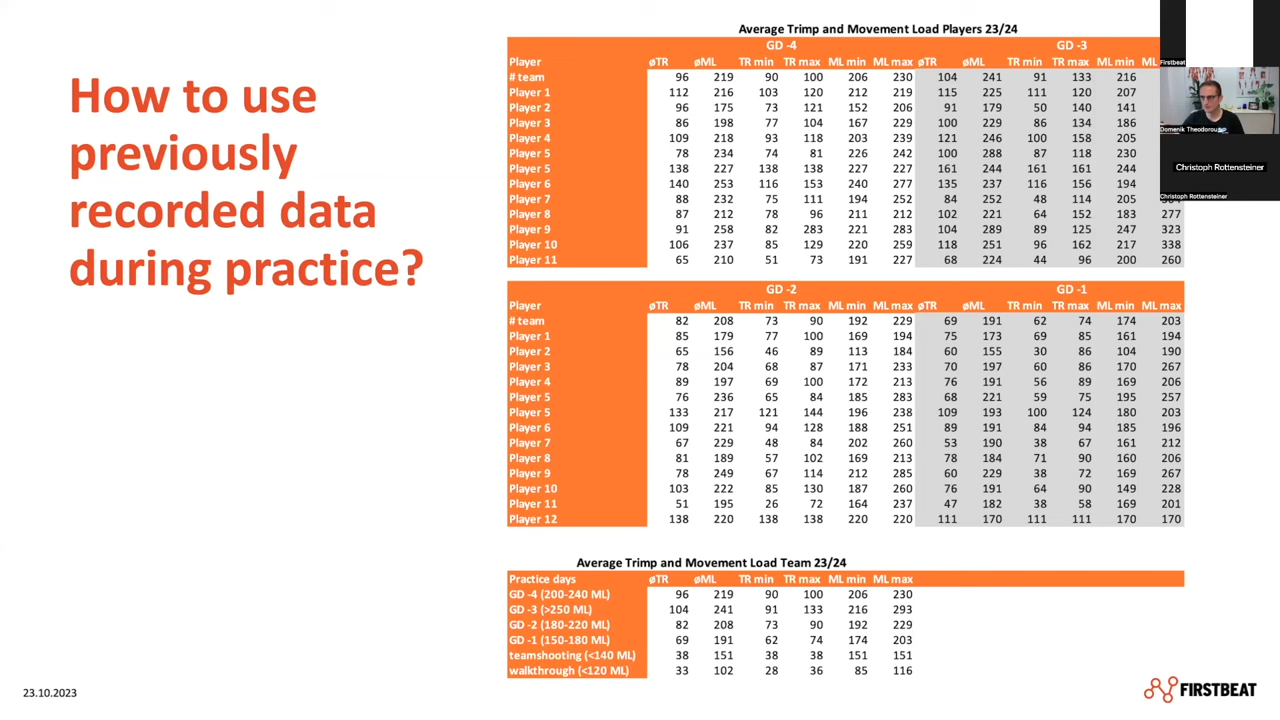 How to use
previously
recorded data
during practice?
Average Trimp and Movement Load Players 23/24
GD -4 GD -3
Player øTR øML TR min TR max ML min ML max øTR øML TR min TR max ML min ML
# team 96 219 90 100 206 230 104 241 91 133 216
Player 1 112 216 103 120 212 219 115 225 111 120 207
Player 2 96 175 73 121 152 206 91 179 50 140 141
Player 3 86 198 77 104 167 229 100 229 86 134 186
Player 4 109 218 93 118 203 239 121 246 100 158 205
Player 5 78 234 74 81 226 242 100 288 87 118 230
Player 5 138 227 138 138 227 227 161 244 161 161 244
Player 6 140 253 116 153 240 277 135 237 116 156 194
Player 7 88 232 75 111 194 252 84 252 48 114 205
Player 8 87 212 78 96 211 212 102 221 64 152 183 277
Player 9 91 258 82 283 221 283 104 289 89 125 247 323
Player 10 106 237 85 129 220 259 118 251 96 162 217 338
Player 11 65 210 51 73 191 227 68 224 44 96 200 260
GD -2 GD -1
Player øTR øML TR min TR max ML min ML max øTR øML TR min TR max ML min ML max
# team 82 208 73 90 192 229 69 191 62 74 174 203
Player 1 85 179 77 100 169 194 75 173 69 85 161 194
Player 2 65 156 46 89 113 184 60 155 30 86 104 190
Player 3 78 204 68 87 171 233 70 197 60 86 170 267
Player 4 89 197 69 100 172 213 76 191 56 89 169 206
Player 5 76 236 65 84 185 283 68 221 59 75 195 257
Player 5 133 217 121 144 196 238 109 193 100 124 180 203
Player 6 109 221 94 128 188 251 89 191 84 94 185 196
Player 7 67 229 48 84 202 260 53 190 38 67 161 212
Player 8 81 189 57 102 169 213 78 184 71 90 160 206
Player 9 78 249 67 114 212 285 60 229 38 72 169 267
Player 10 103 222 85 130 187 260 76 191 64 90 149 228
Player 11 51 195 26 72 164 237 47 182 38 58 169 201
Player 12 138 220 138 138 220 220 111 170 111 111 170 170
Average Trimp and Movement Load Team 23/24
Practice days øTR øML TR min TR max ML min ML max
GD -4 (200-240 ML) 96 219 90 100 206 230
GD -3 (>250 ML) 104 241 91 133 216 293
GD -2 (180-220 ML) 82 208 73 90 192 229
GD -1 (150-180 ML) 69 191 62 74 174 203
teamshooting (<140 ML) 38 151 38 38 151 151
walkthrough (<120 ML) 33 102 28 36 85 116
Firstbeat
Domenik Theodorou
Christoph Rottensteiner
Christoph Rottensteiner
23.10.2023
FIRSTBEAT